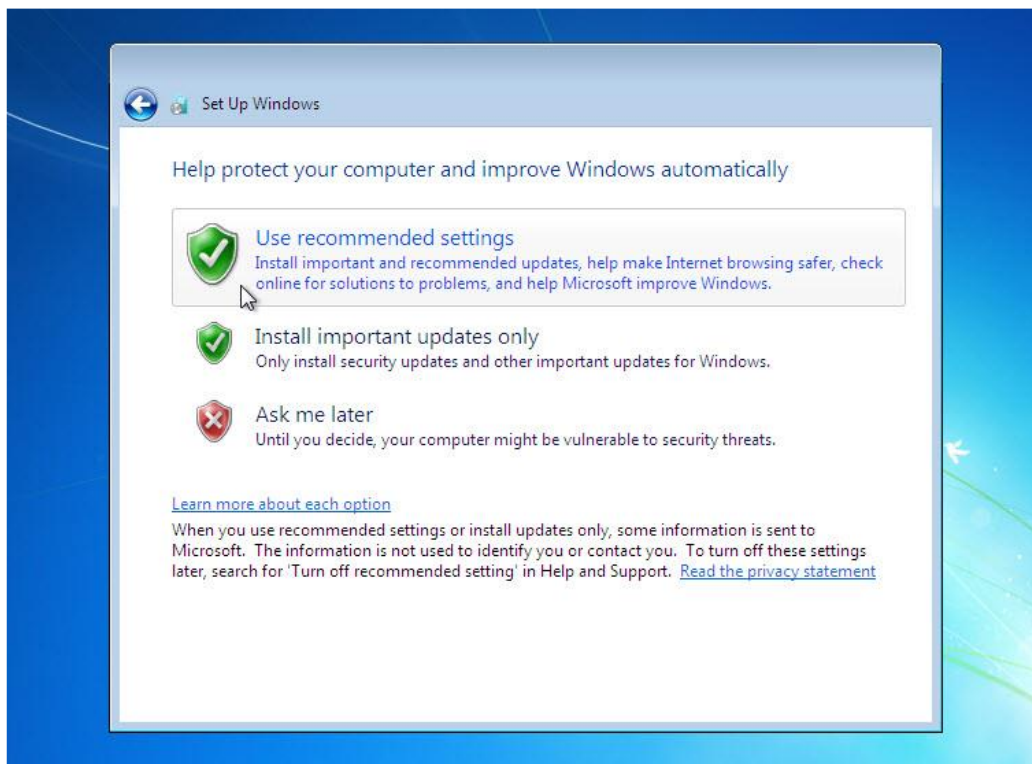 Set Up Windows
Help protect your computer and improve Windows automatically
Use recommended settings
Install important and recommended updates, help make Internet browsing safer, check
online for solutions to problems, and help Microsoft improve Windows.
Install important updates only
Only install security updates and other important updates for Windows.
Ask me later
Until you decide, your computer might be vulnerable to security threats.
Learn more about each option
When you use recommended settings or install updates only, some information is sent to
Microsoft. The information is not used to identify you or contact you. To turn off these settings
later, search for 'Turn off recommended setting' in Help and Support. Read the privacy statement